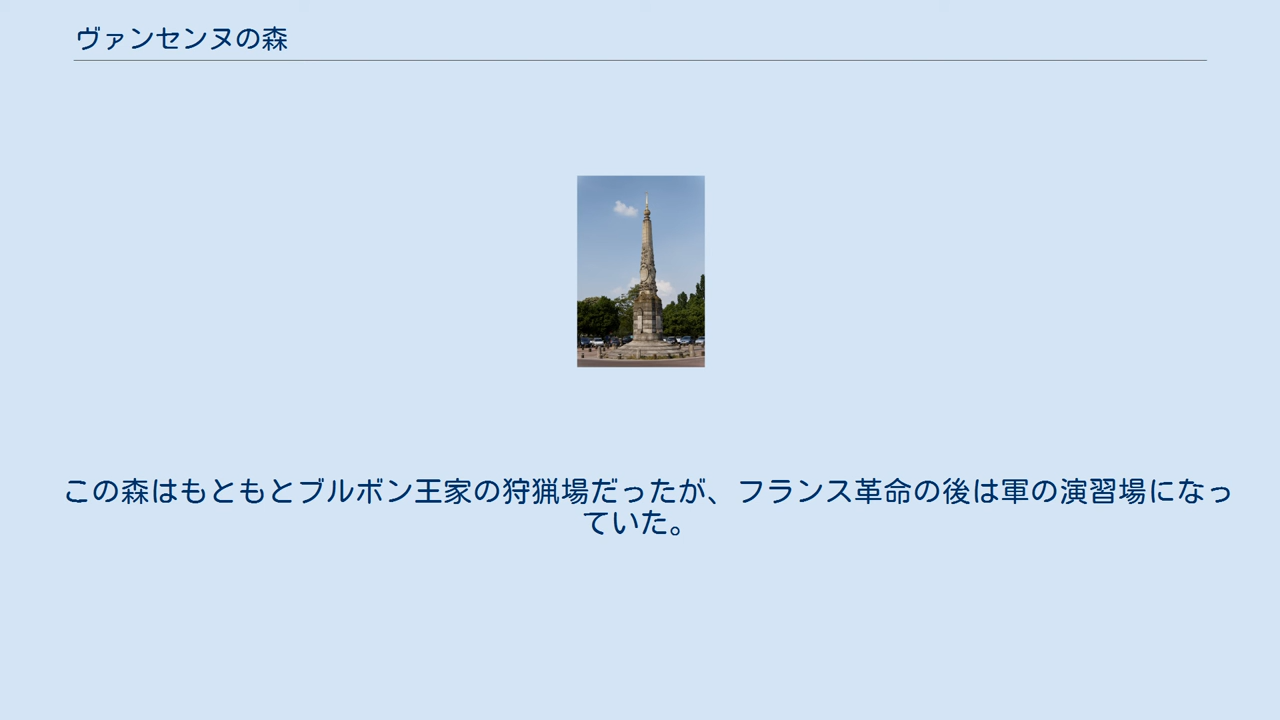 ヴァンセンヌの森
この森はもともとブルボン王家の狩猟場だったが、フランス革命の後は軍の演習場になっ
ていた。